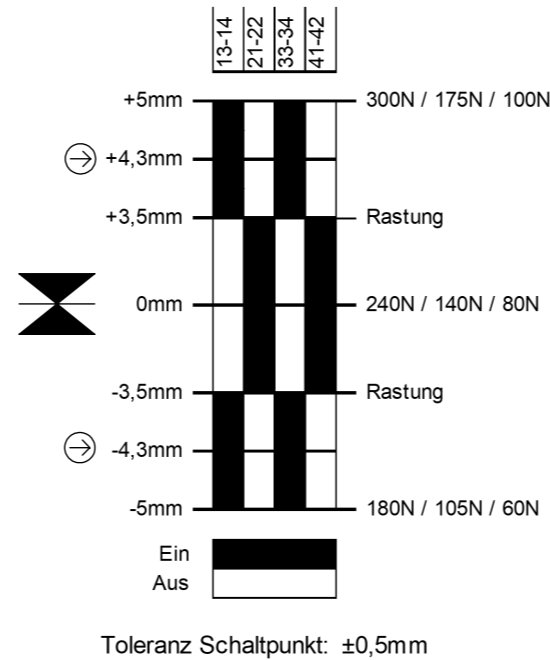 13-14 21-22 33-34 41-42
+5mm 300N / 175N / 100N
+4,3mm
+3,5mm Rastung
0mm 240N / 140N / 80N
-3,5mm Rastung
-4,3mm
-5mm 180N / 105N / 60N
Ein
Aus
Toleranz Schaltpunkt: ±0,5mm